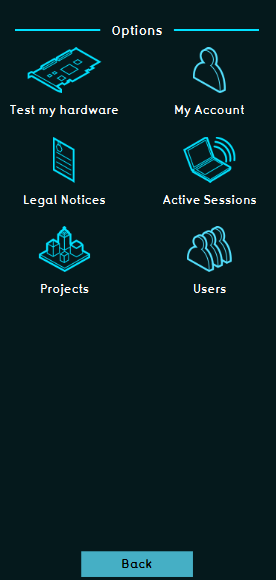 Options
Test my hardware
My Account
Legal Notices
Active Sessions
Projects
Users
Back